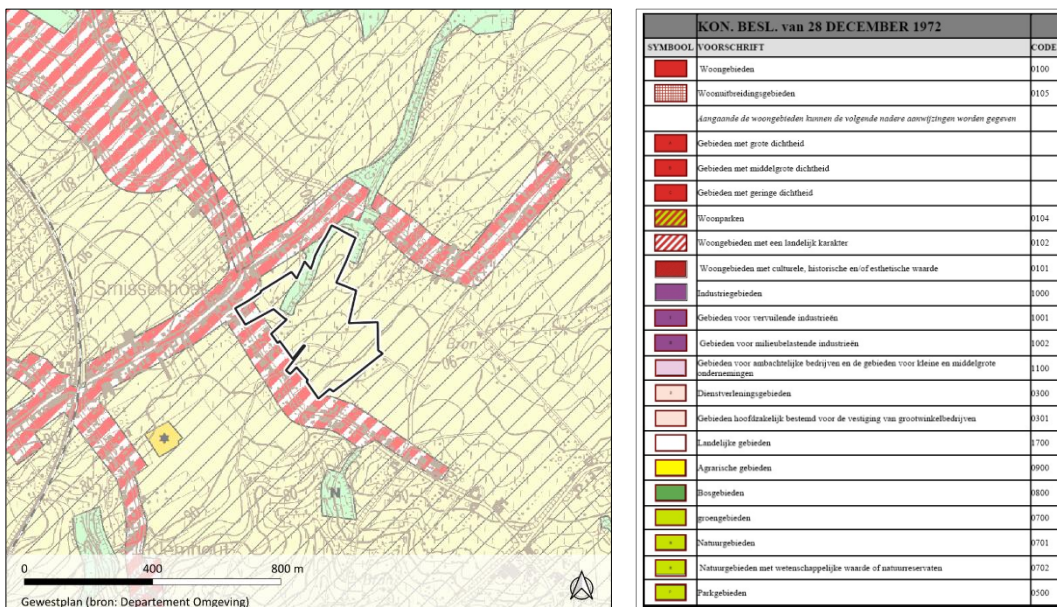 Smissenhoek
Bron
N
0 400 800 m
Gewestplan (bron: Departement Omgeving)
KON. BESL. van 28 DECEMBER 1972
SYMBOOL VOORSCHRIFT CODE
Woongebieden 0100
Woonuitbreidingsgebieden 0105
Aangaande de woongebieden kunnen de volgende nadere aanwijzingen worden gegeven
Gebieden met grote dichtheid
Gebieden met middelgrote dichtheid
Gebieden met geringe dichtheid
Woonparken 0104
Woongebieden met een landelijk karakter 0102
Woongebieden met culturele, historische en/of esthetische waarde 0101
Industriegebieden 1000
Gebieden voor vervuilende industrieën 1001
Gebieden voor milieubelastende industrieën 1002
Gebieden voor ambachtelijke bedrijven en de gebieden voor kleine en middelgrote
ondernemingen 1100
Dienstverleningsgebieden 0300
Gebieden hoofdzakelijk bestemd voor de vestiging van grootwinkelbedrijven 0301
Landelijke gebieden 1700
Agrarische gebieden 0900
Bosgebieden 0800
groengebieden 0700
Natuurgebieden 0701
Natuurgebieden met wetenschappelijke waarde of natuurreservaten 0702
Parkgebieden 0500